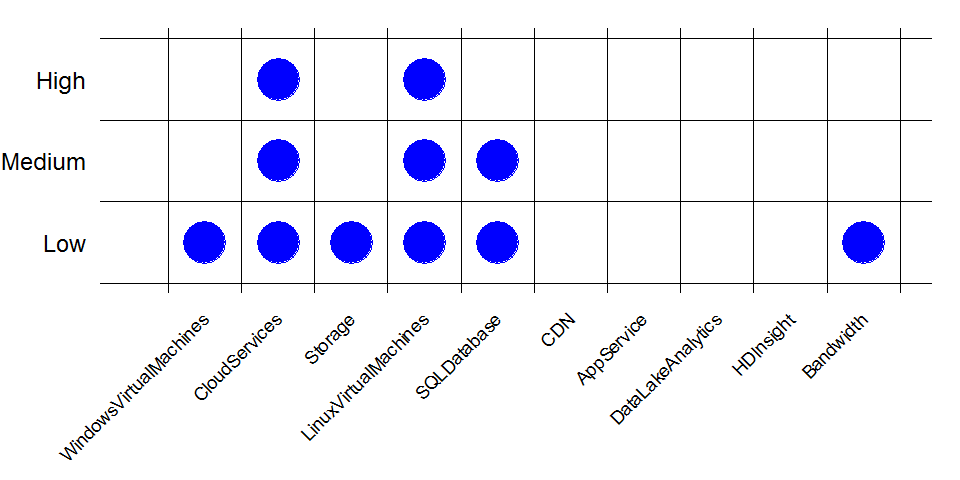 High
Medium
Low
WindowsVirtualMachines
CloudServices
Storage
LinuxVirtualMachines
SQLDatabase
CDN
AppService
DataLakeAnalytics
HDInsight
Bandwidth